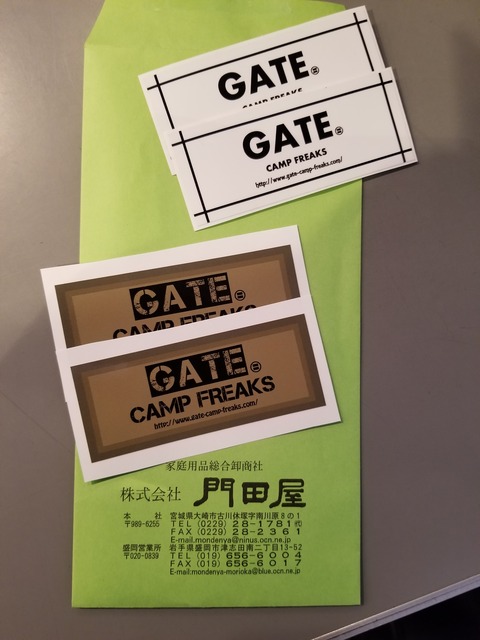 GATE
CAMP FREAKS
GATE
CAMP FREAKS
http://www.gate-camp-freaks.com/
GATE
CAMP FREAKS
GATE
CAMP FREAKS
http://www.gate-camp-freaks.com/
家庭用品総合卸商社
株式会社 門田屋
本社 宮城県大崎市古川休塚字南川原8の1
〒989-6255 TEL (0229) 28-1781㈹
FAX (0229) 28-2361
E-mail.mondenya@ninus.ocn.ne.jp
盛岡営業所 岩手県盛岡市津志田南二丁目13-52
〒020-0839 TEL (019) 656-6004
FAX (019) 656-6017
E-mail:mondenya-morioka@blue.ocn.ne.jp